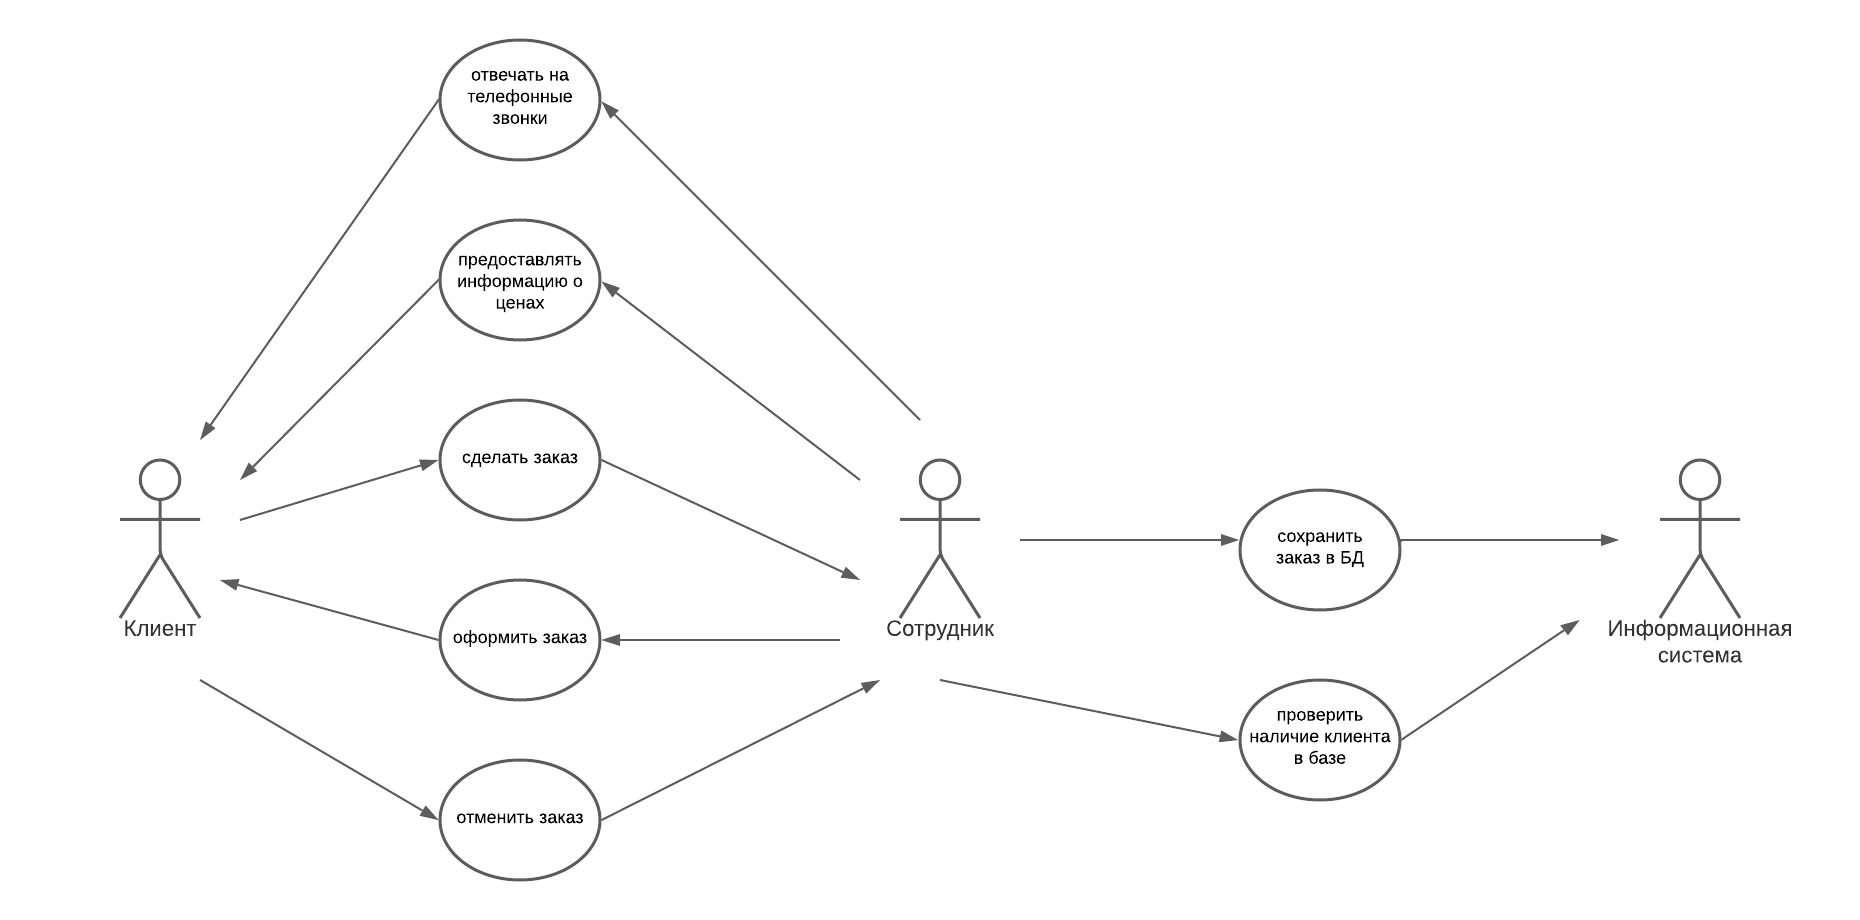 отвечать на
телефонные
звонки
предоставлять
информацию о
ценах
сделать заказ
оформить заказ
отменить заказ
Клиент
Сотрудник
сохранить
заказ в БД
проверить
наличие клиента
в базе
Информационная
система